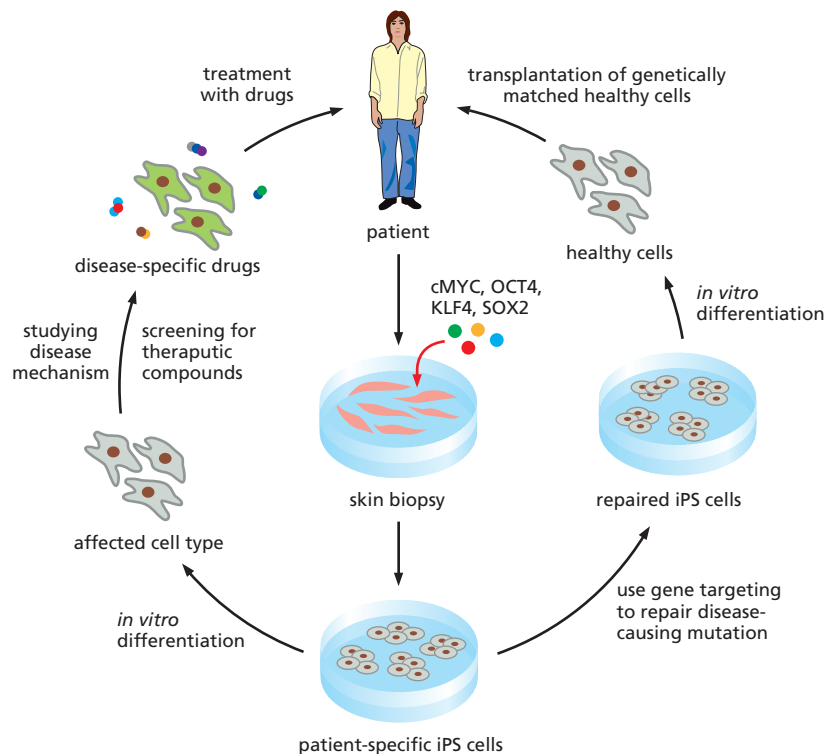 treatment
with drugs
transplantation of genetically
matched healthy cells
patient
disease-specific drugs
healthy cells
cMYC, OCT4,
KLF4, SOX2
in vitro
differentiation
studying
disease
mechanism
screening for
theraputic
compounds
skin biopsy
repaired iPS cells
affected cell type
use gene targeting
to repair disease-
causing mutation
in vitro
differentiation
patient-specific iPS cells